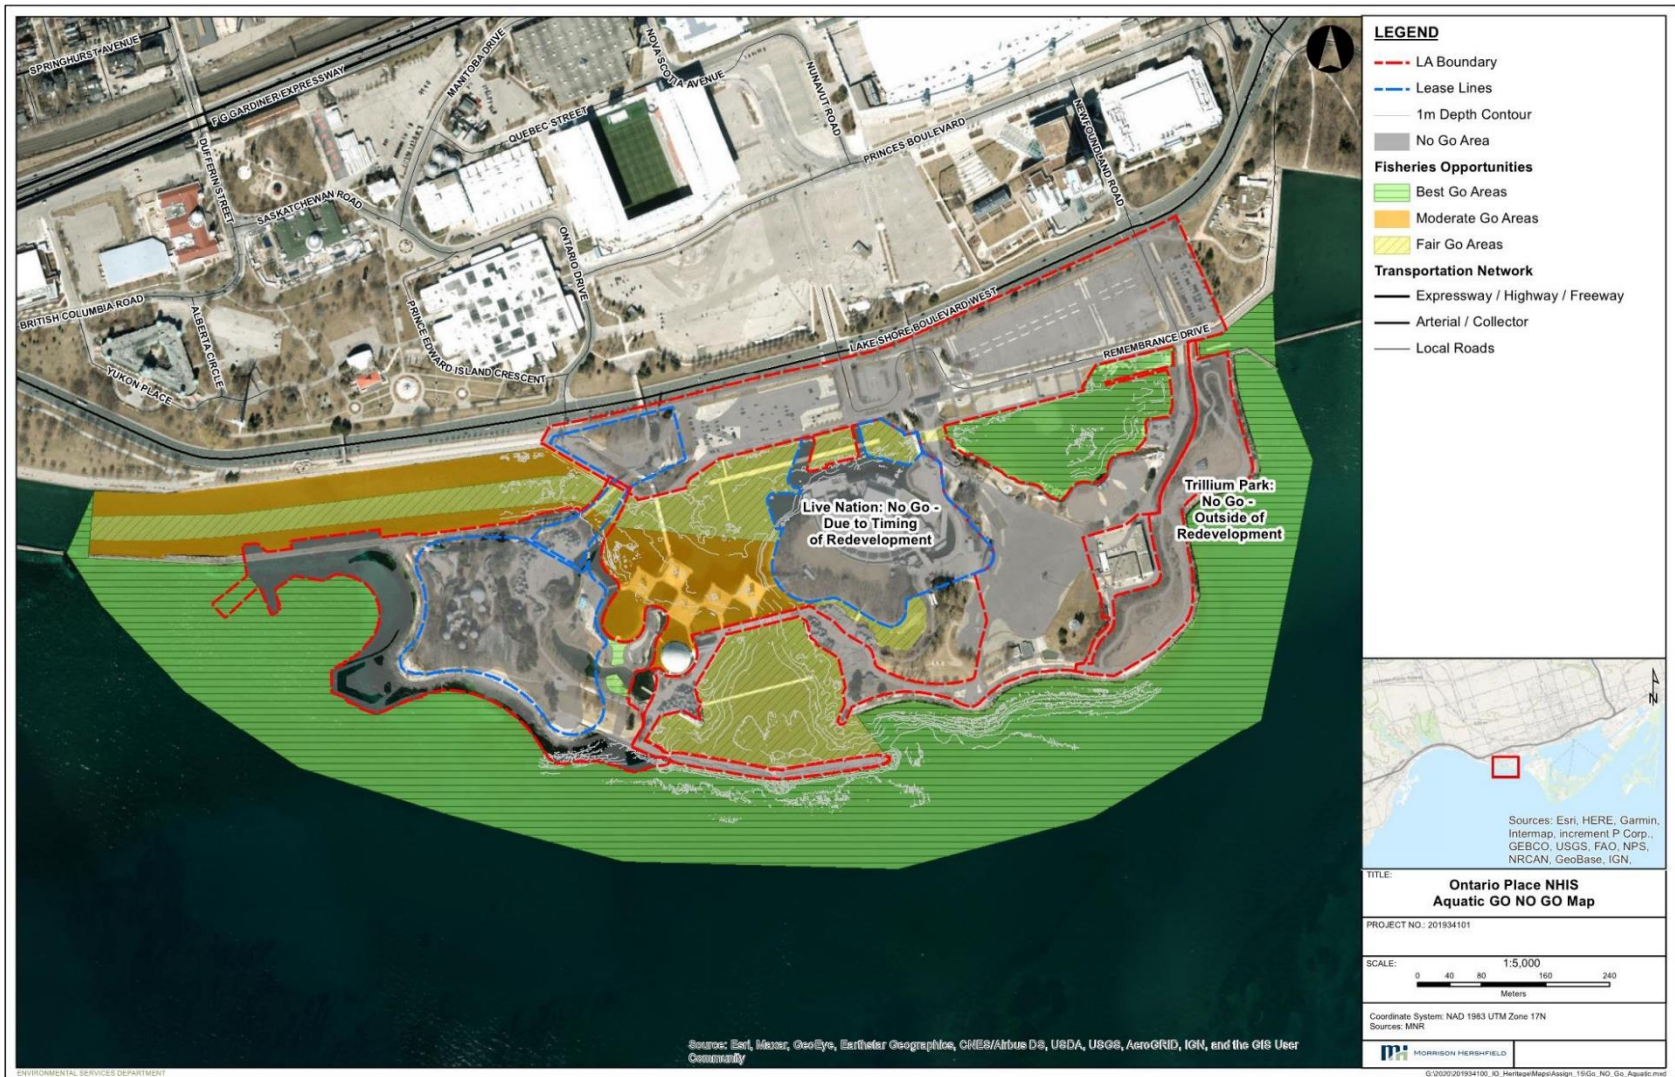 SPRINGHURST AVENUE
F G GARDINER EXPRESSWAY
MANITOBA DRIVE
NOVA SCOTIA AVENUE
QUEBEC STREET
NUNAVUT ROAD
PRINCES BOULEVARD
NEWFOUNDLAND ROAD
DUFFERIN STREET
SASKATCHEWAN ROAD
ONTARIO DRIVE
BRITISH COLUMBIA ROAD
ALBERTA CIRCLE
PRINCE EDWARD ISLAND CRESCENT
YUKON PLACE
LAKE SHORE BOULEVARD WEST
REMEMBRANCE DRIVE
Live Nation: No Go -
Due to Timing
of Redevelopment
Trillium Park:
No Go -
Outside of
Redevelopment
Source: Esri, Maxar, GeoEye, Earthstar Geographics, CNES/Airbus DS, USDA, USGS, AeroGRID, IGN, and the GIS User
Community
ENVIRONMENTAL SERVICES DEPARTMENT
LEGEND
LA Boundary
Lease Lines
1m Depth Contour
No Go Area
Fisheries Opportunities
Best Go Areas
Moderate Go Areas
Fair Go Areas
Transportation Network
Expressway / Highway / Freeway
Arterial / Collector
Local Roads
N
Sources: Esri, HERE, Garmin,
Intermap, increment P Corp.,
GEBCO, USGS, FAO, NPS,
NRCAN, GeoBase, IGN,
TITLE:
Ontario Place NHIS
Aquatic GO NO GO Map
PROJECT NO.: 201934101
SCALE:
1:5,000
0 40 80 160 240
Meters
Coordinate System: NAD 1983 UTM Zone 17N
Sources: MNR
MORRISON HERSHFIELD
G:\2020\201934100_IO_Heritage\Maps\Assign_15\Go_NO_Go_Aquatic.mxd